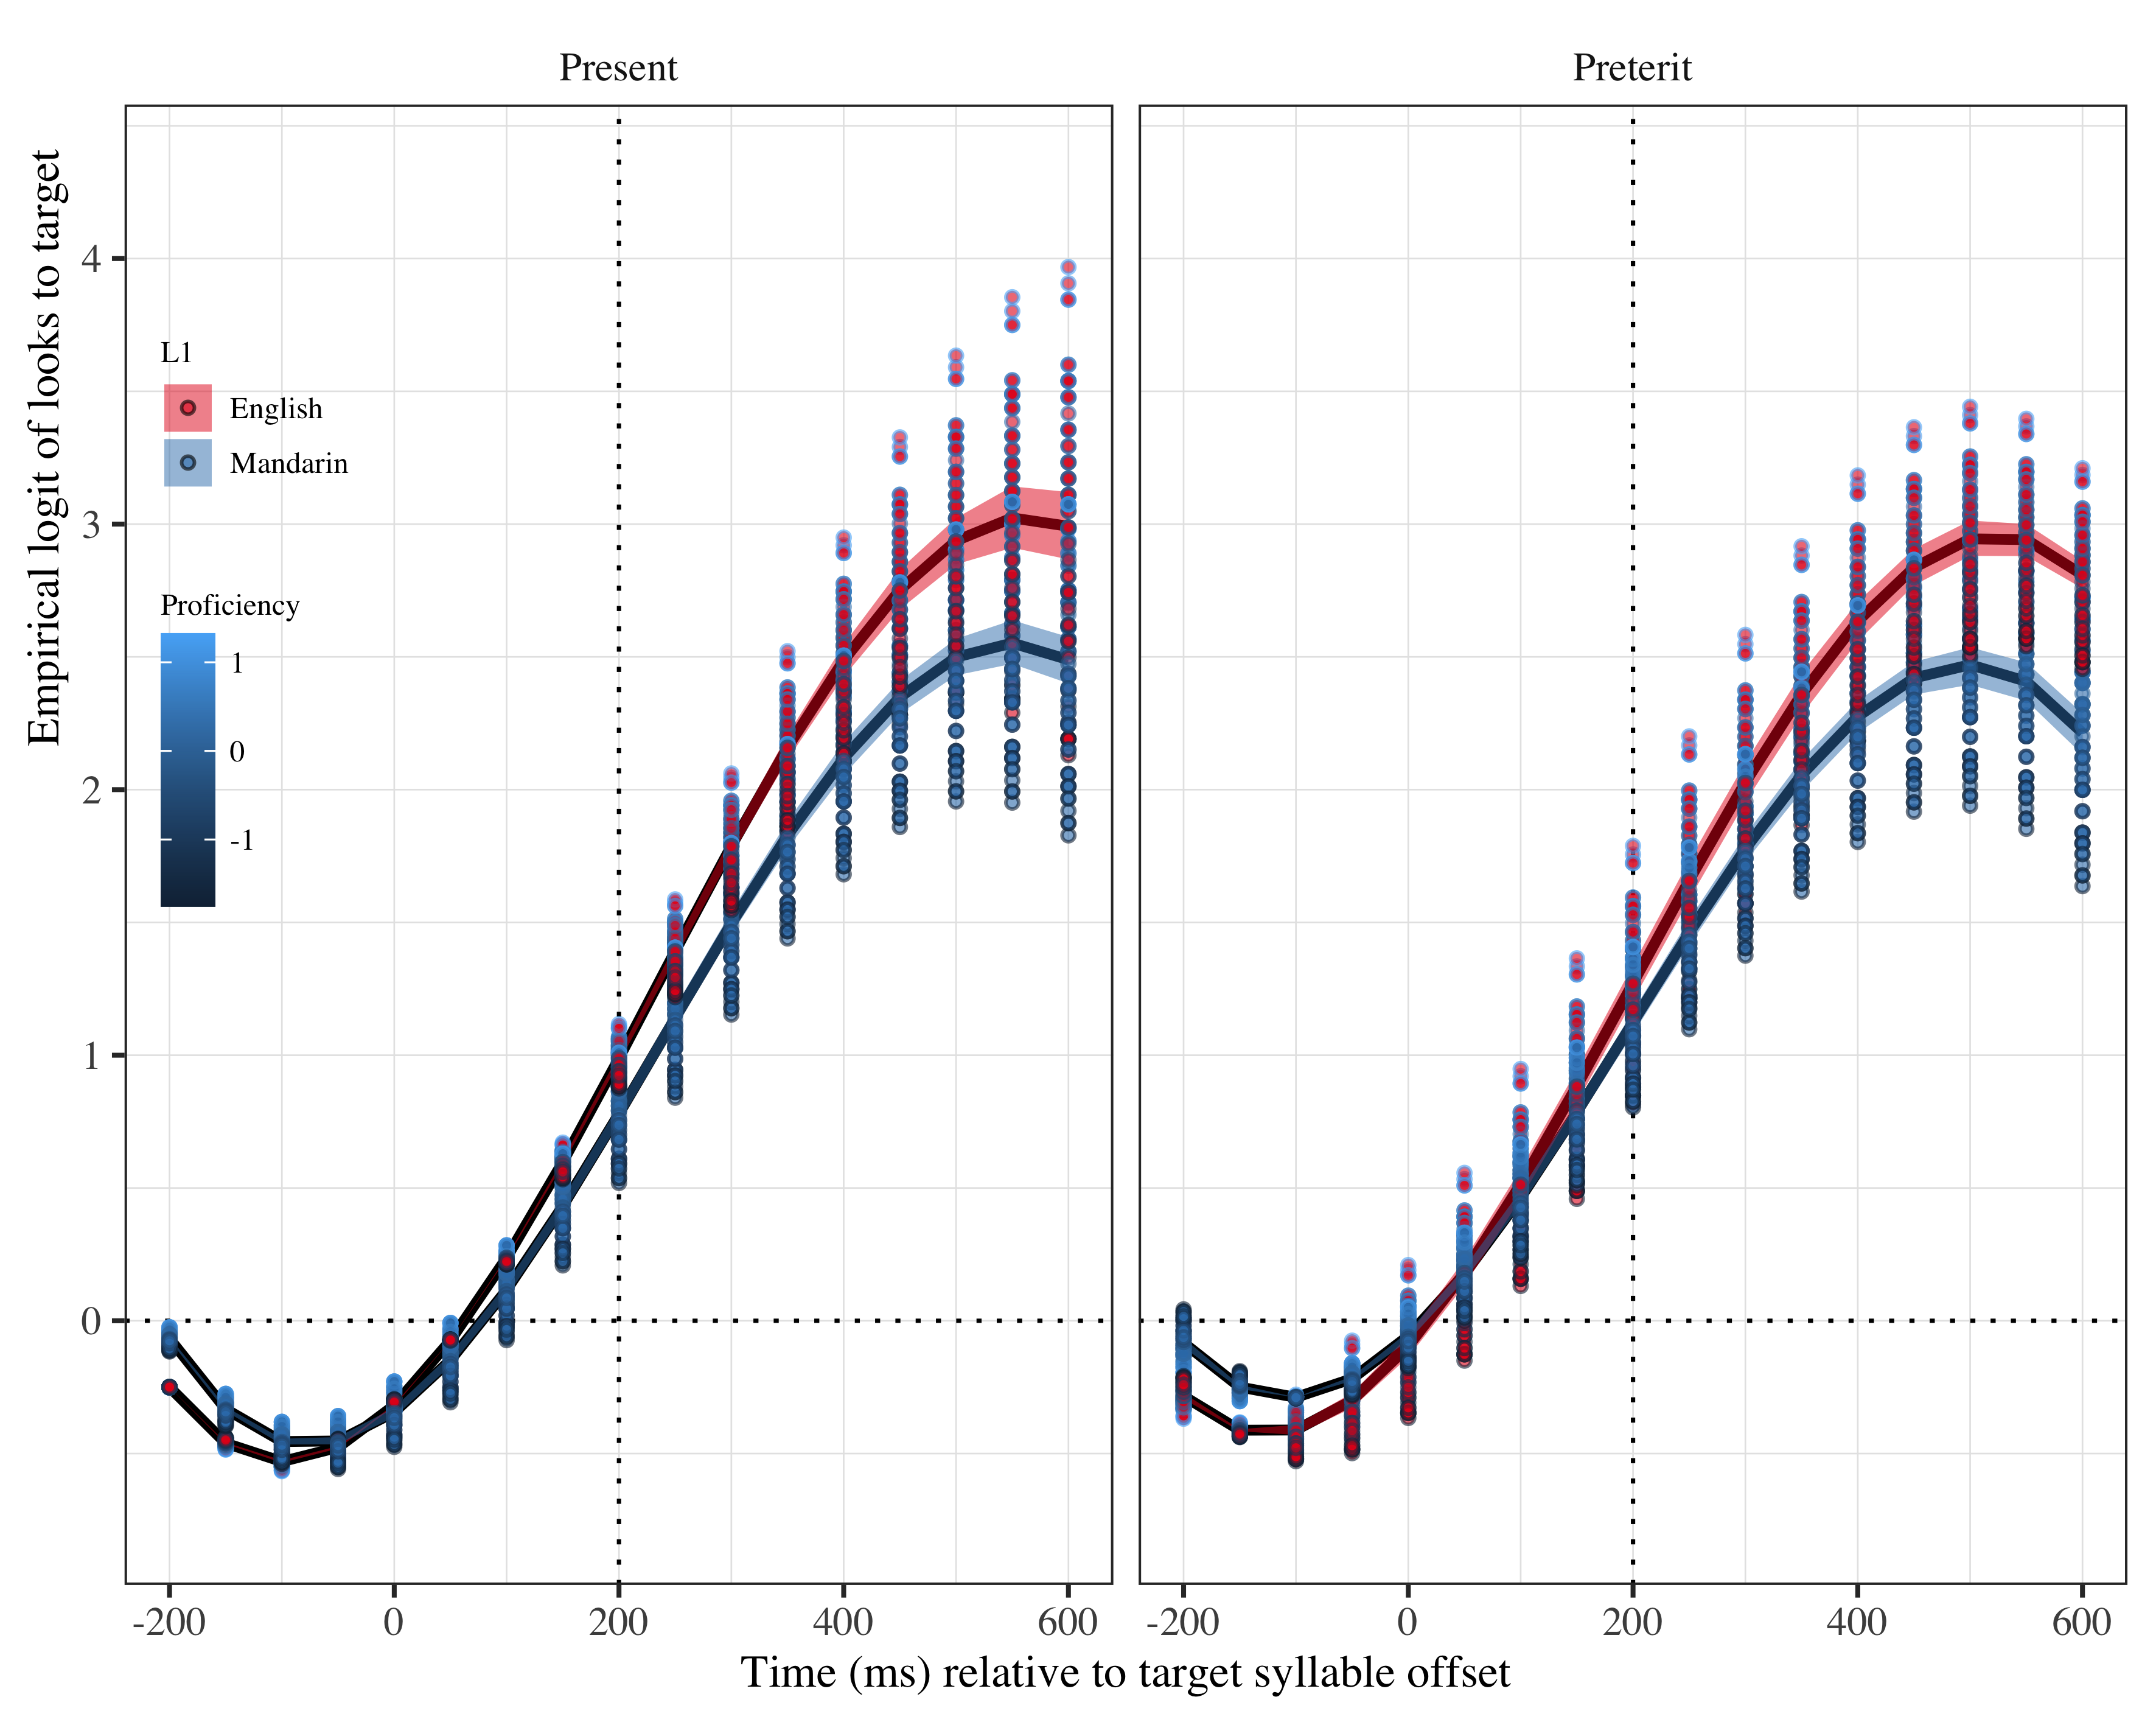 Present
Preterit
Empirical logit of looks to target
4
3
2
1
0
L1
English
Mandarin
Proficiency
1
0
-1
-200 0 200 400 600
-200 0 200 400 600
Time (ms) relative to target syllable offset